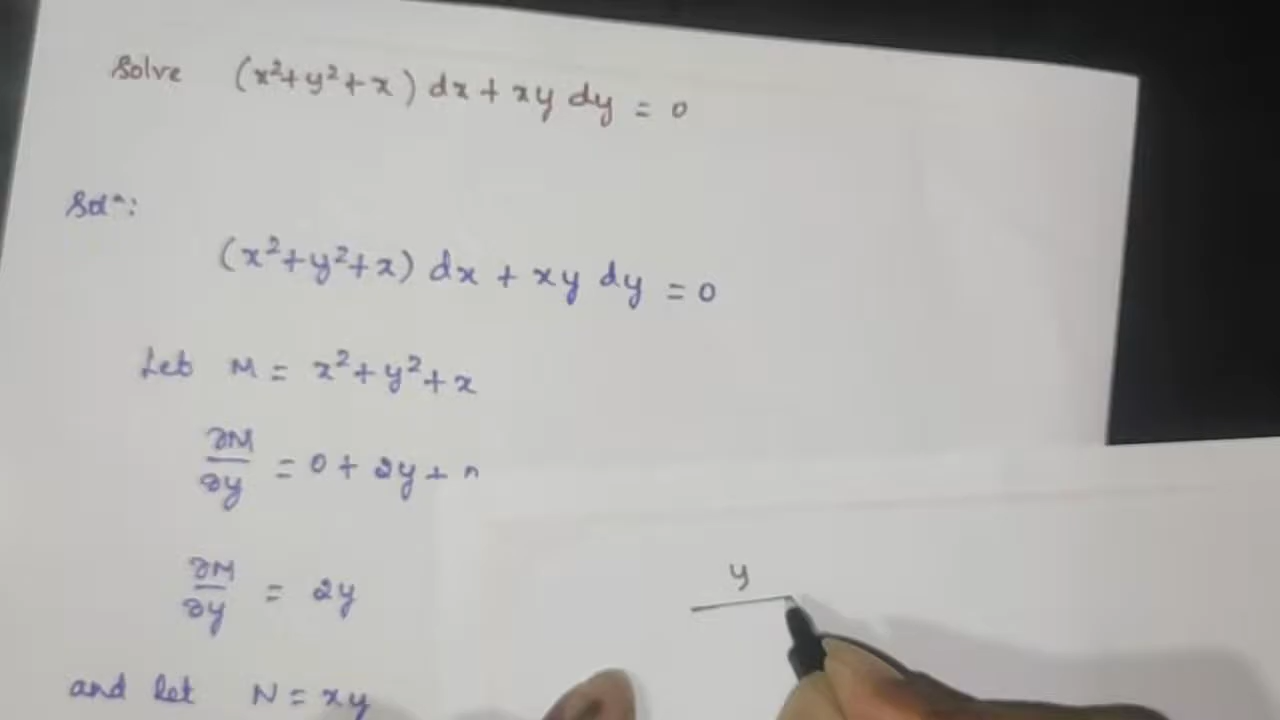 Solve (x²+y²+x) dx + xy dy = 0
Solⁿ:
(x²+y²+x) dx + xy dy = 0
Let M = x²+y²+x
∂M/∂y = 0 + 2y +
∂M/∂y = 2y
y
and let N = xy